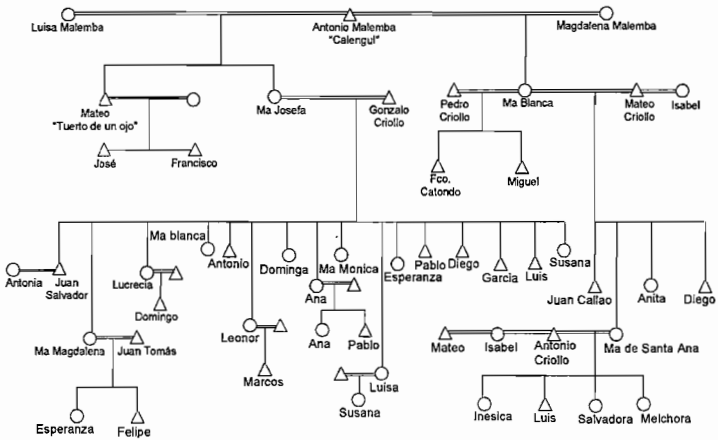 Luisa Malemba
Antonio Malemba
"Calengul"
Magdalena Malemba
Mateo
"Tuerto de un ojo"
Ma Josefa
Gonzalo
Criollo
Pedro
Criollo
Ma Blanca
Mateo
Criollo
Isabel
José
Francisco
Fco.
Catondo
Miguel
Ma blanca
Antonio
Dominga
Ma Monica
Esperanza
Pablo
Diego
Garcia
Luis
Susana
Antonia
Juan
Salvador
Lucrecia
Domingo
Ana
Juan Callao
Anita
Diego
Ma Magdalena
Juan Tomás
Leonor
Ana
Pablo
Mateo
Isabel
Antonio
Criollo
Ma de Santa Ana
Marcos
Luisa
Susana
Esperanza
Felipe
Inesica
Luis
Salvadora
Melchora